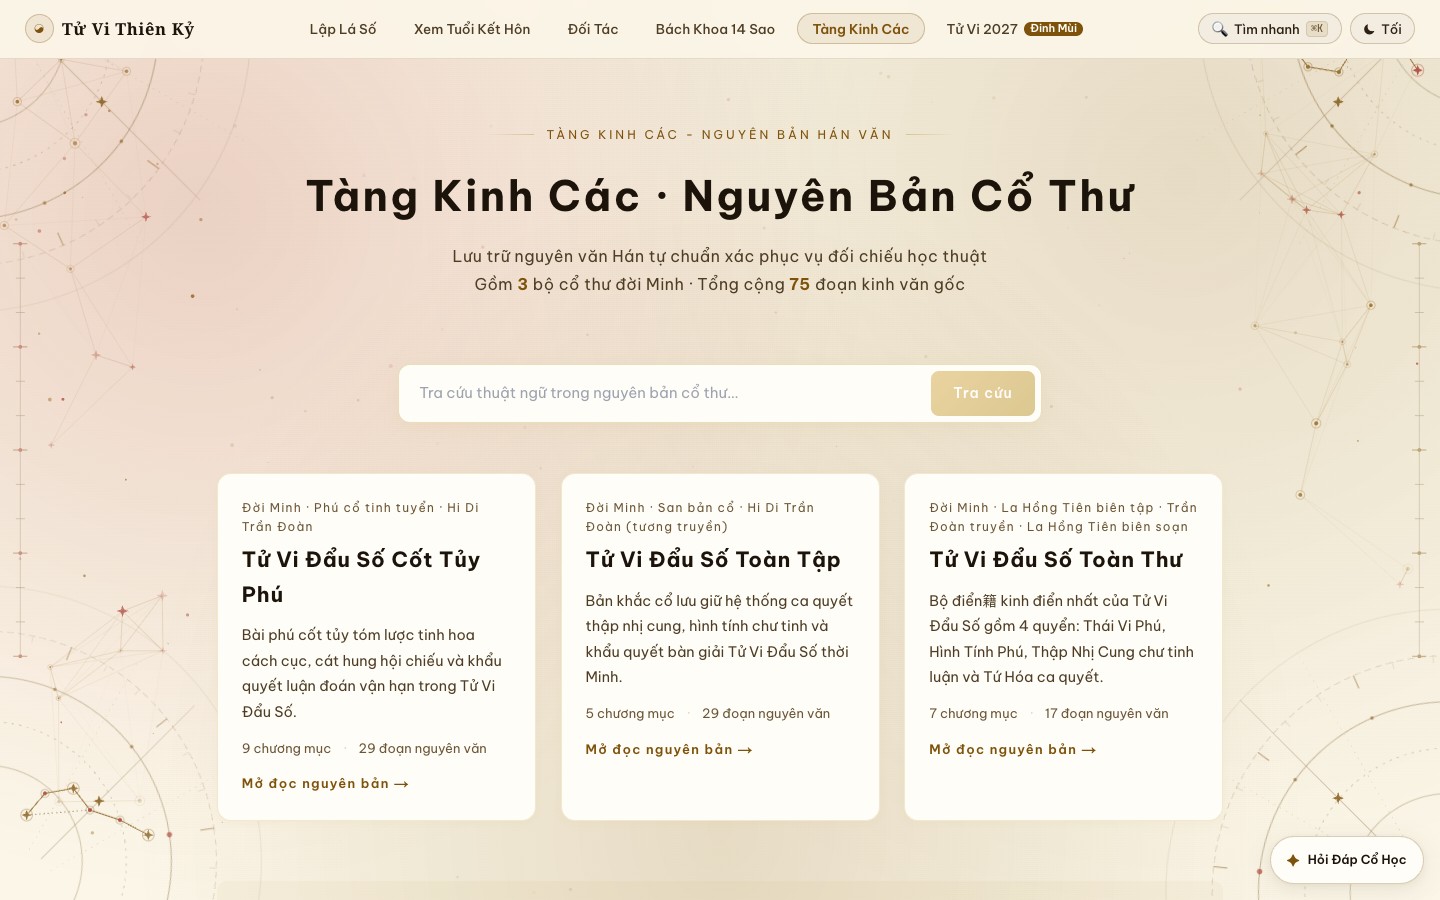 Tử Vi Thiên Kỷ
Lập Lá Số
Xem Tuổi Kết Hôn
Đối Tác
Bách Khoa 14 Sao
Tàng Kinh Các
Tử Vi 2027 Đinh Mùi
Tìm nhanh ⌘K
Tối
TÀNG KINH CÁC - NGUYÊN BẢN HÁN VĂN
Tàng Kinh Các · Nguyên Bản Cổ Thư
Lưu trữ nguyên văn Hán tự chuẩn xác phục vụ đối chiếu học thuật
Gồm 3 bộ cổ thư đời Minh · Tổng cộng 75 đoạn kinh văn gốc
Tra cứu thuật ngữ trong nguyên bản cổ thư...
Tra cứu
Đời Minh · Phú cổ tinh tuyển · Hi Di
Trần Đoàn
Tử Vi Đẩu Số Cốt Tủy
Phú
Bài phú cốt tủy tóm lược tinh hoa
cách cục, cát hung hội chiếu và khẩu
quyết luận đoán vận hạn trong Tử Vi
Đẩu Số.
9 chương mục · 29 đoạn nguyên văn
Mở đọc nguyên bản →
Đời Minh · San bản cổ · Hi Di Trần
Đoàn (tương truyền)
Tử Vi Đẩu Số Toàn Tập
Bản khắc cổ lưu giữ hệ thống ca quyết
thập nhị cung, hình tính chư tinh và
khẩu quyết bàn giải Tử Vi Đẩu Số thời
Minh.
5 chương mục · 29 đoạn nguyên văn
Mở đọc nguyên bản →
Đời Minh · La Hồng Tiên biên tập · Trần
Đoàn truyền · La Hồng Tiên biên soạn
Tử Vi Đẩu Số Toàn Thư
Bộ điển籍 kinh điển nhất của Tử Vi
Đẩu Số gồm 4 quyển: Thái Vi Phú,
Hình Tính Phú, Thập Nhị Cung chư tinh
luận và Tứ Hóa ca quyết.
7 chương mục · 17 đoạn nguyên văn
Mở đọc nguyên bản →
Hỏi Đáp Cổ Học